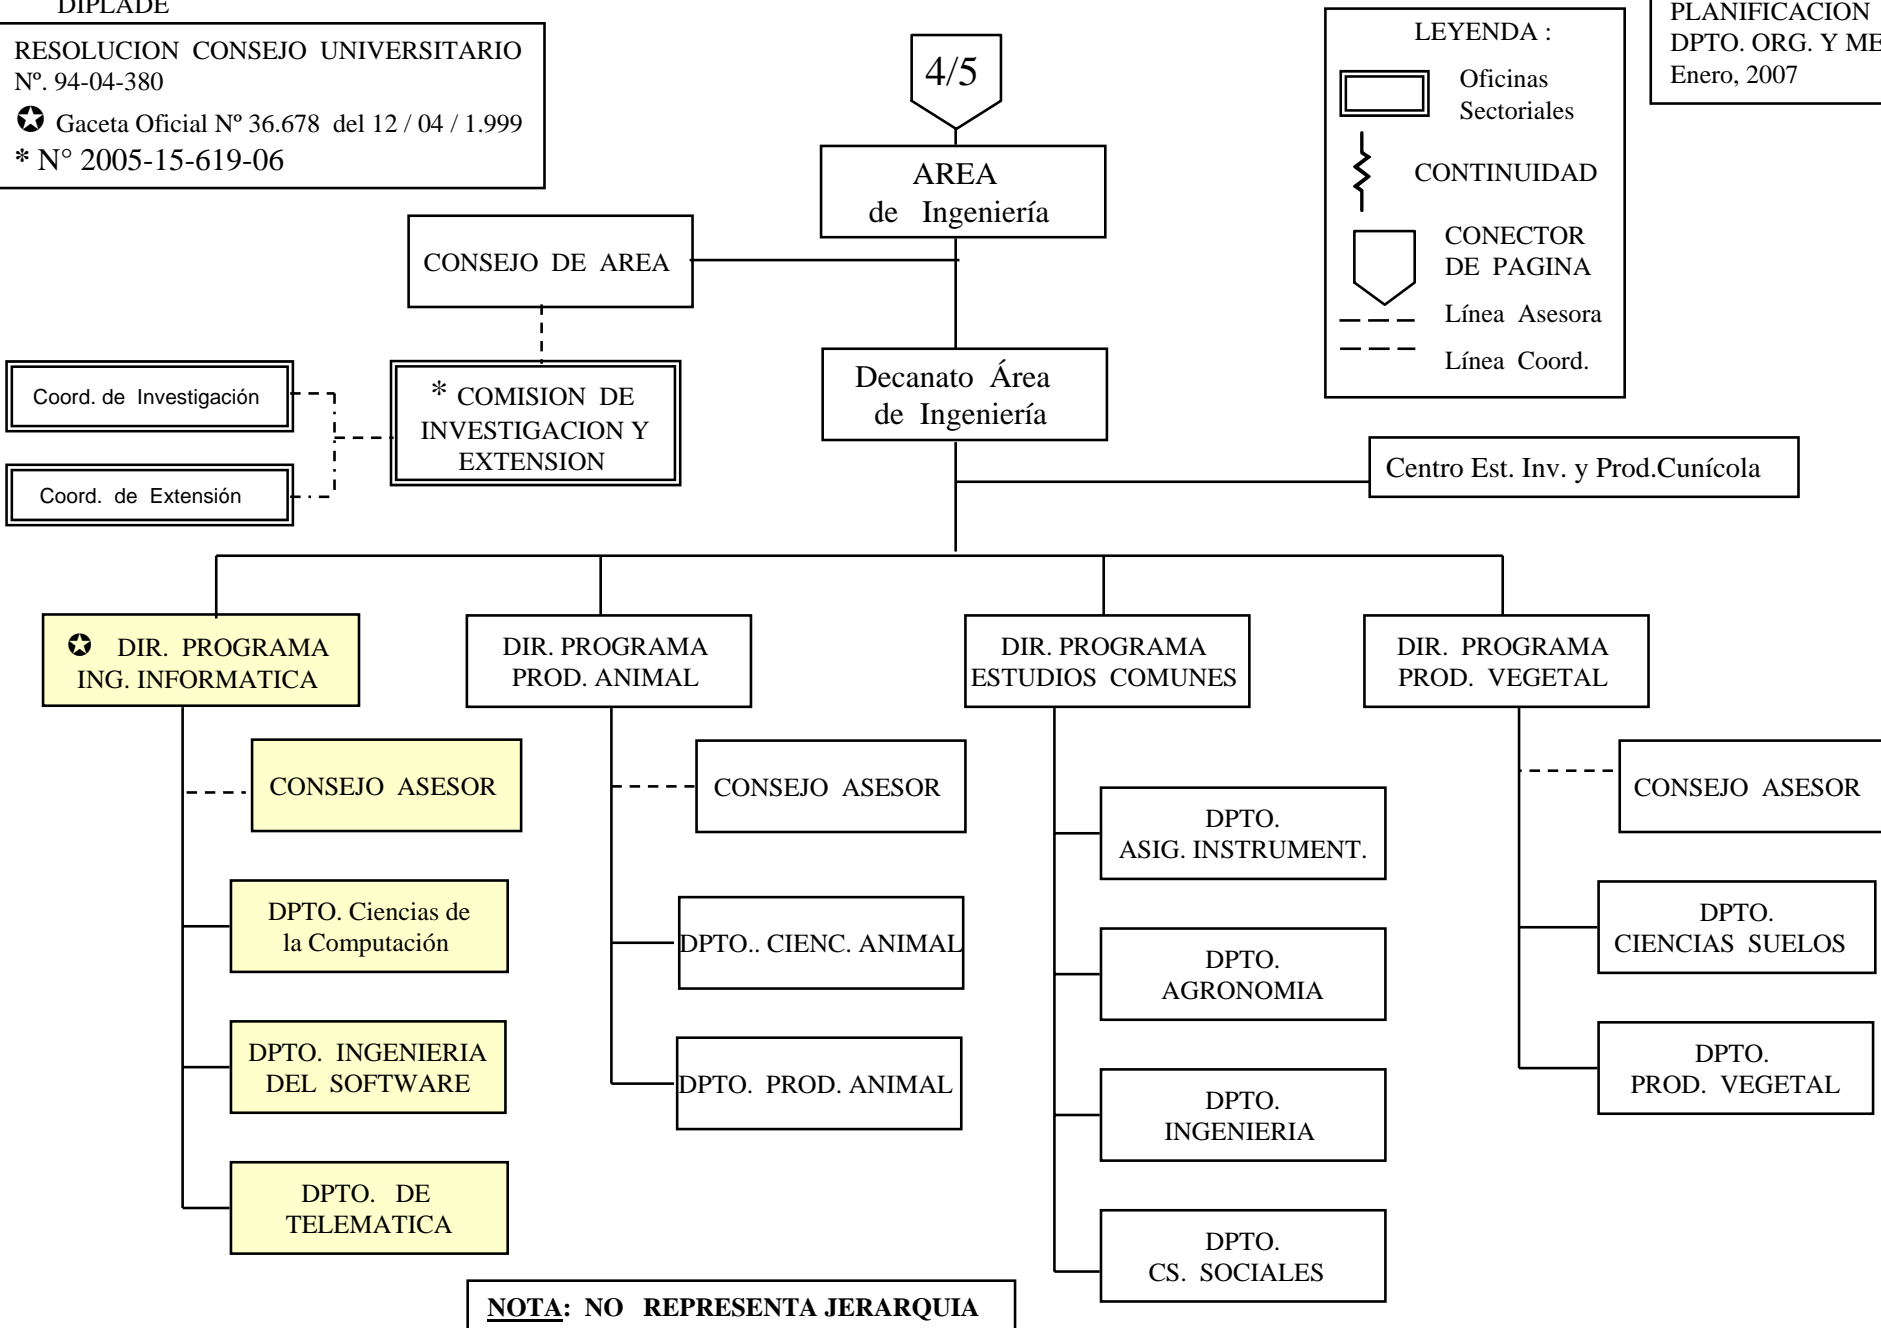 DIPLADE
RESOLUCION CONSEJO UNIVERSITARIO
Nº. 94-04-380
✪ Gaceta Oficial Nº 36.678 del 12 / 04 / 1.999
* N° 2005-15-619-06
4/5
LEYENDA :
Oficinas
Sectoriales
CONTINUIDAD
CONECTOR
DE PAGINA
Línea Asesora
Línea Coord.
PLANIFICACION
DPTO. ORG. Y
Enero, 2007
AREA
de Ingeniería
CONSEJO DE AREA
Decanato Área
de Ingeniería
Coord. de Investigación
* COMISION DE
INVESTIGACION Y
EXTENSION
Coord. de Extensión
Centro Est. Inv. y Prod.Cunícola
✪ DIR. PROGRAMA
ING. INFORMATICA
CONSEJO ASESOR
DPTO. Ciencias de
la Computación
DPTO. INGENIERIA
DEL SOFTWARE
DPTO. DE
TELEMATICA
DIR. PROGRAMA
PROD. ANIMAL
CONSEJO ASESOR
DPTO.. CIENC. ANIMAL
DPTO. PROD. ANIMAL
DIR. PROGRAMA
ESTUDIOS COMUNES
DPTO.
ASIG. INSTRUMENT.
DPTO.
AGRONOMIA
DPTO.
INGENIERIA
DPTO.
CS. SOCIALES
DIR. PROGRAMA
PROD. VEGETAL
CONSEJO ASESOR
DPTO.
CIENCIAS SUELOS
DPTO.
PROD. VEGETAL
NOTA: NO REPRESENTA JERARQUIA